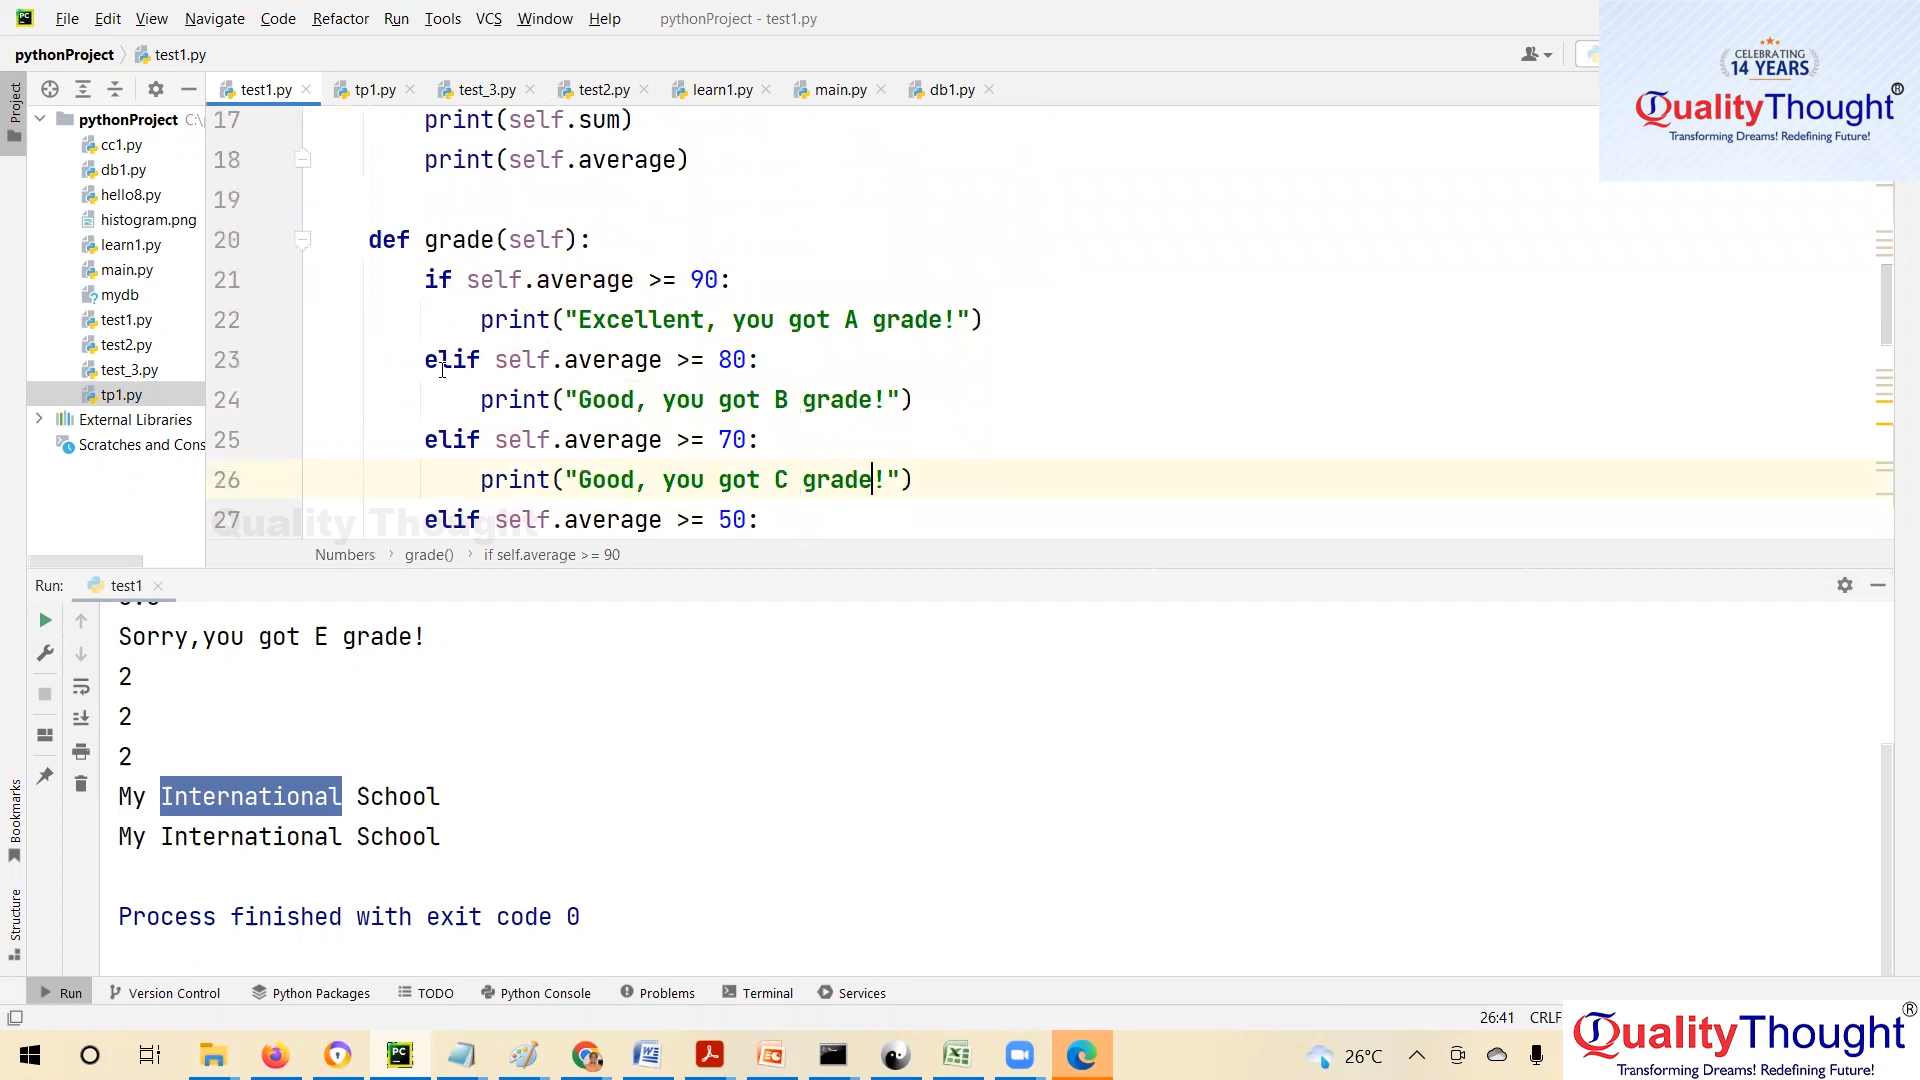 File Edit View Navigate Code Refactor Run Tools VCS Window Help pythonProject - test1.py
pythonProject test1.py
CELEBRATING
14 YEARS
QualityThought®
Transforming Dreams! Redefining Future!
test1.py tp1.py test_3.py test2.py learn1.py main.py db1.py
Project
pythonProject C:\
cc1.py
db1.py
hello8.py
histogram.png
learn1.py
main.py
mydb
test1.py
test2.py
test_3.py
tp1.py
External Libraries
Scratches and Cons
17 print(self.sum)
18 print(self.average)
19
20 def grade(self):
21 if self.average >= 90:
22 print("Excellent, you got A grade!")
23 elif self.average >= 80:
24 print("Good, you got B grade!")
25 elif self.average >= 70:
26 print("Good, you got C grade!")
27 elif self.average >= 50:
Quality Thought
Numbers grade() if self.average >= 90
Run: test1
Sorry,you got E grade!
2
2
2
My International School
My International School
Process finished with exit code 0
Bookmarks
Structure
Run Version Control Python Packages TODO Python Console Problems Terminal Services
26:41 CRLF
26°C
QualityThought®
Transforming Dreams! Redefining Future!